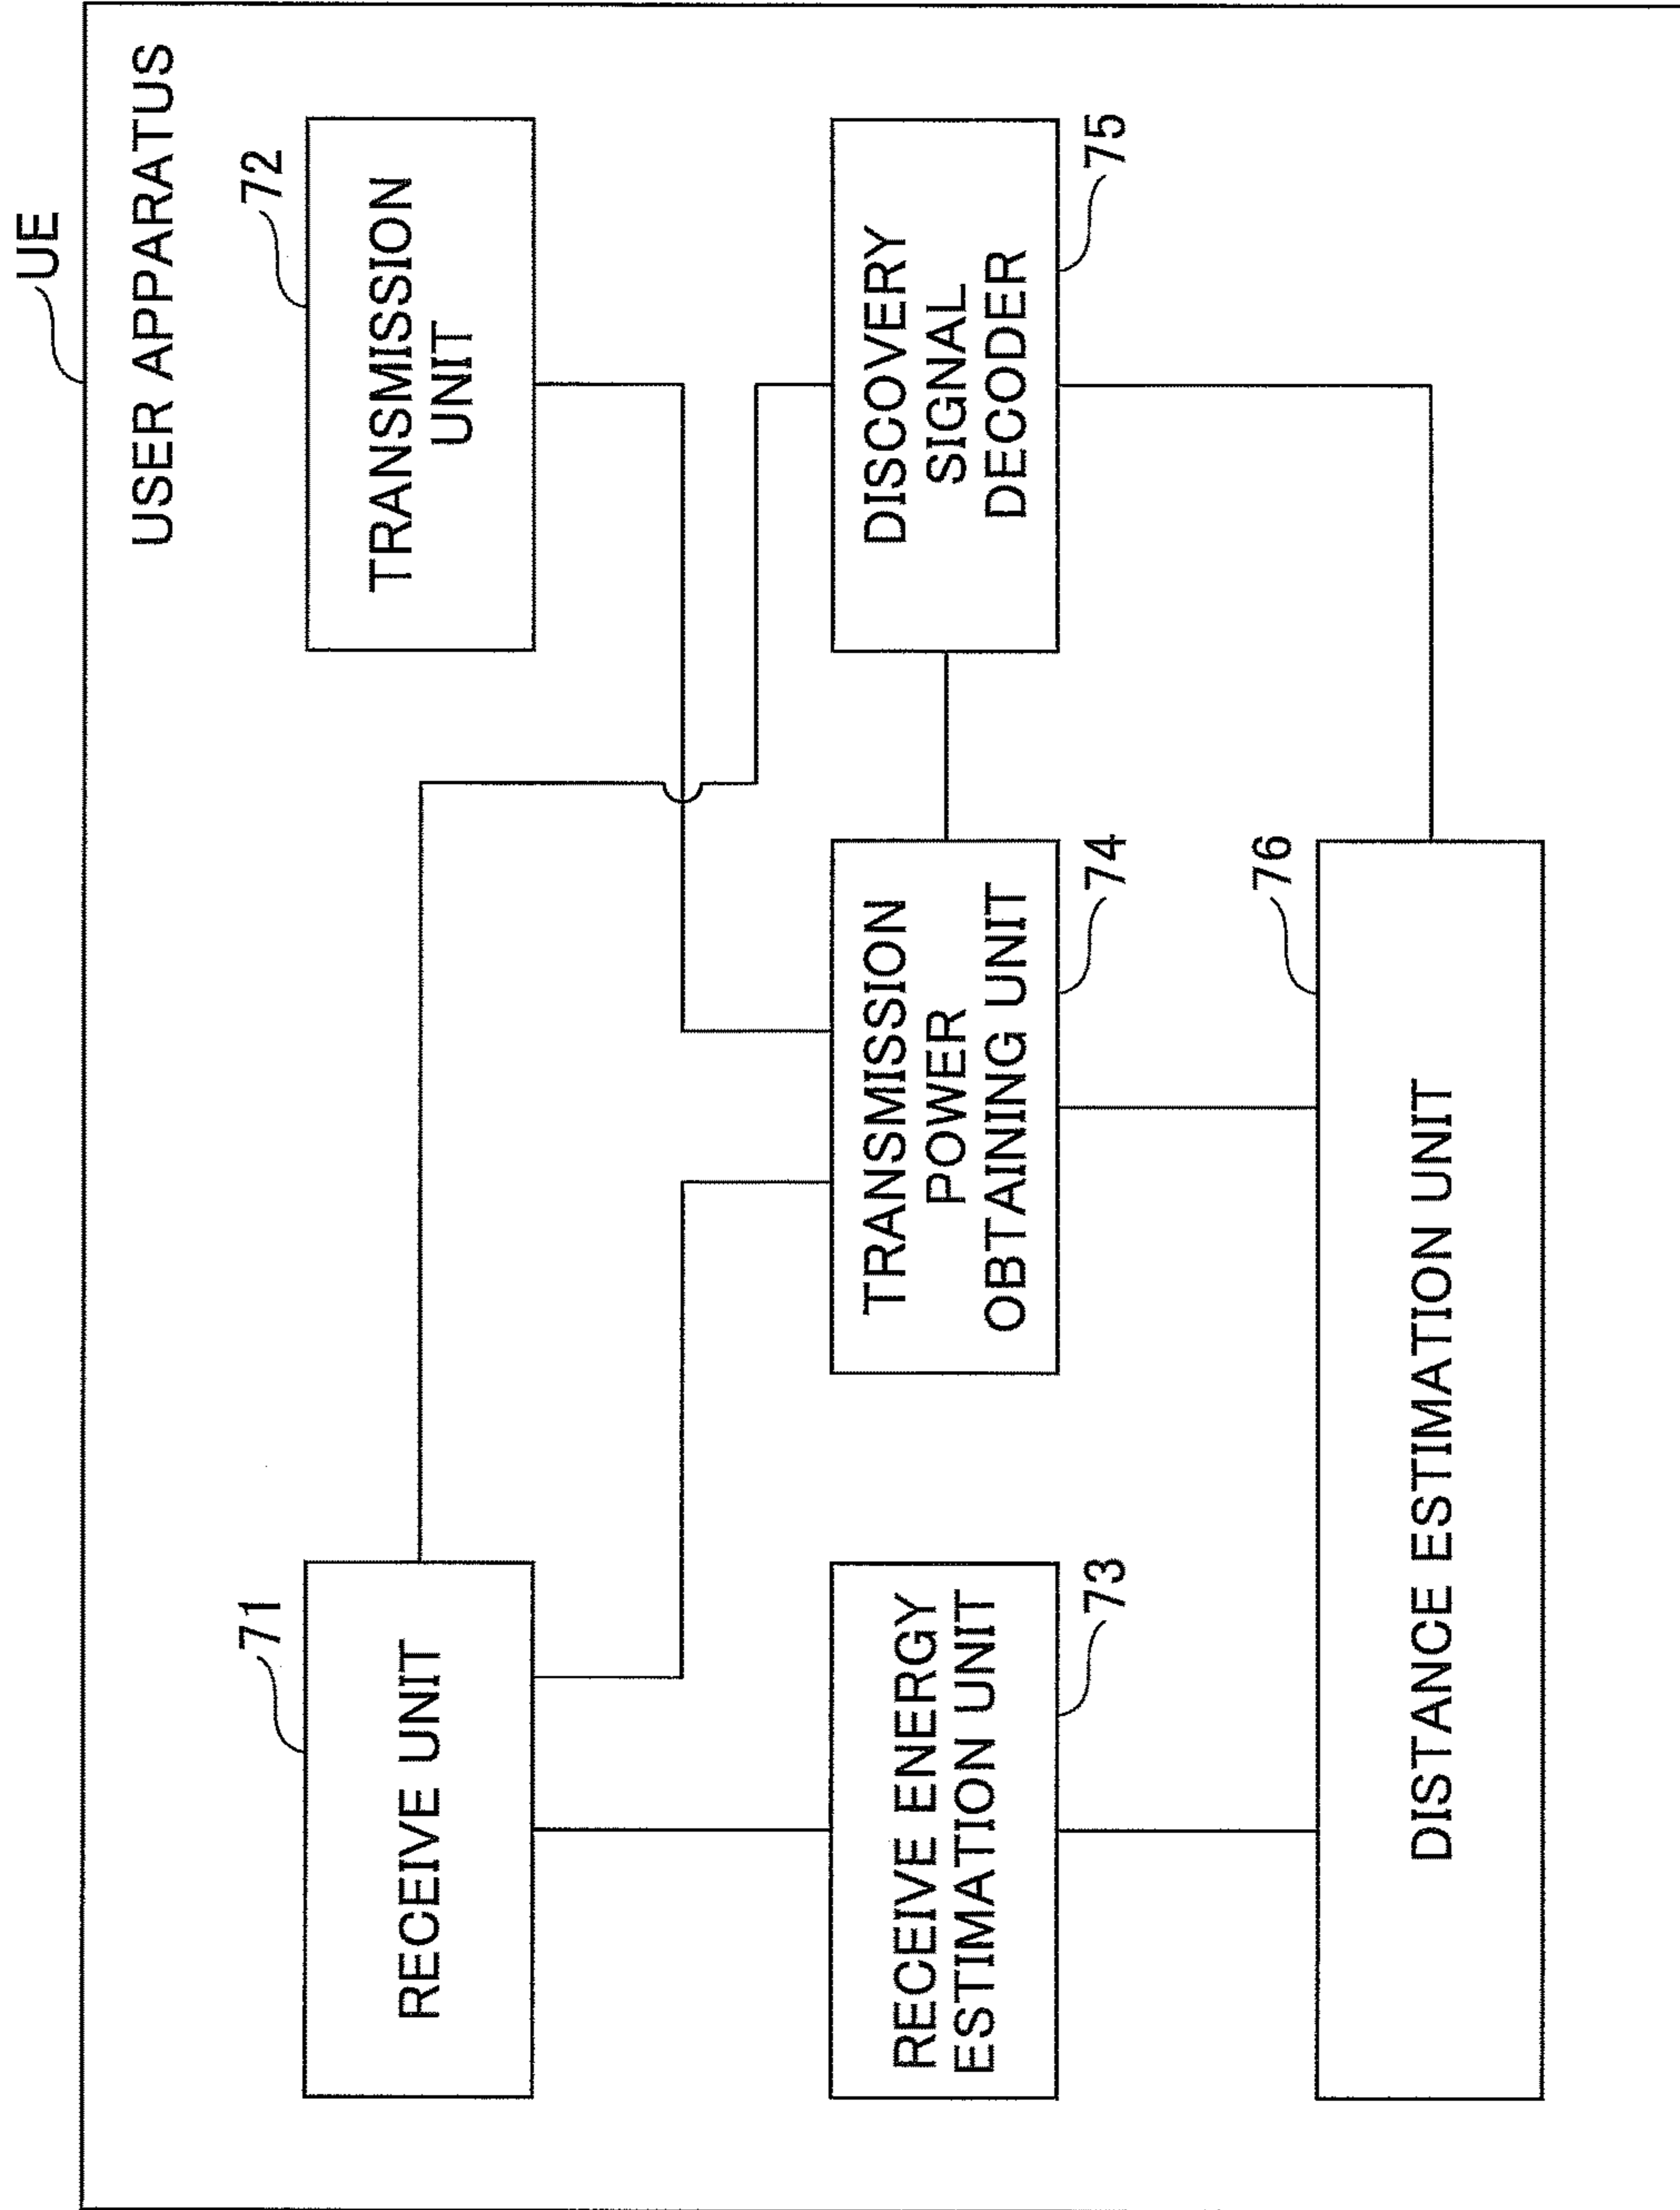 UE
USER APPARATUS
71
RECEIVE UNIT
72
TRANSMISSION
UNIT
RECEIVE ENERGY
ESTIMATION UNIT
73
TRANSMISSION
POWER
OBTAINING UNIT
74
DISCOVERY
SIGNAL
DECODER
75
76
DISTANCE ESTIMATION UNIT